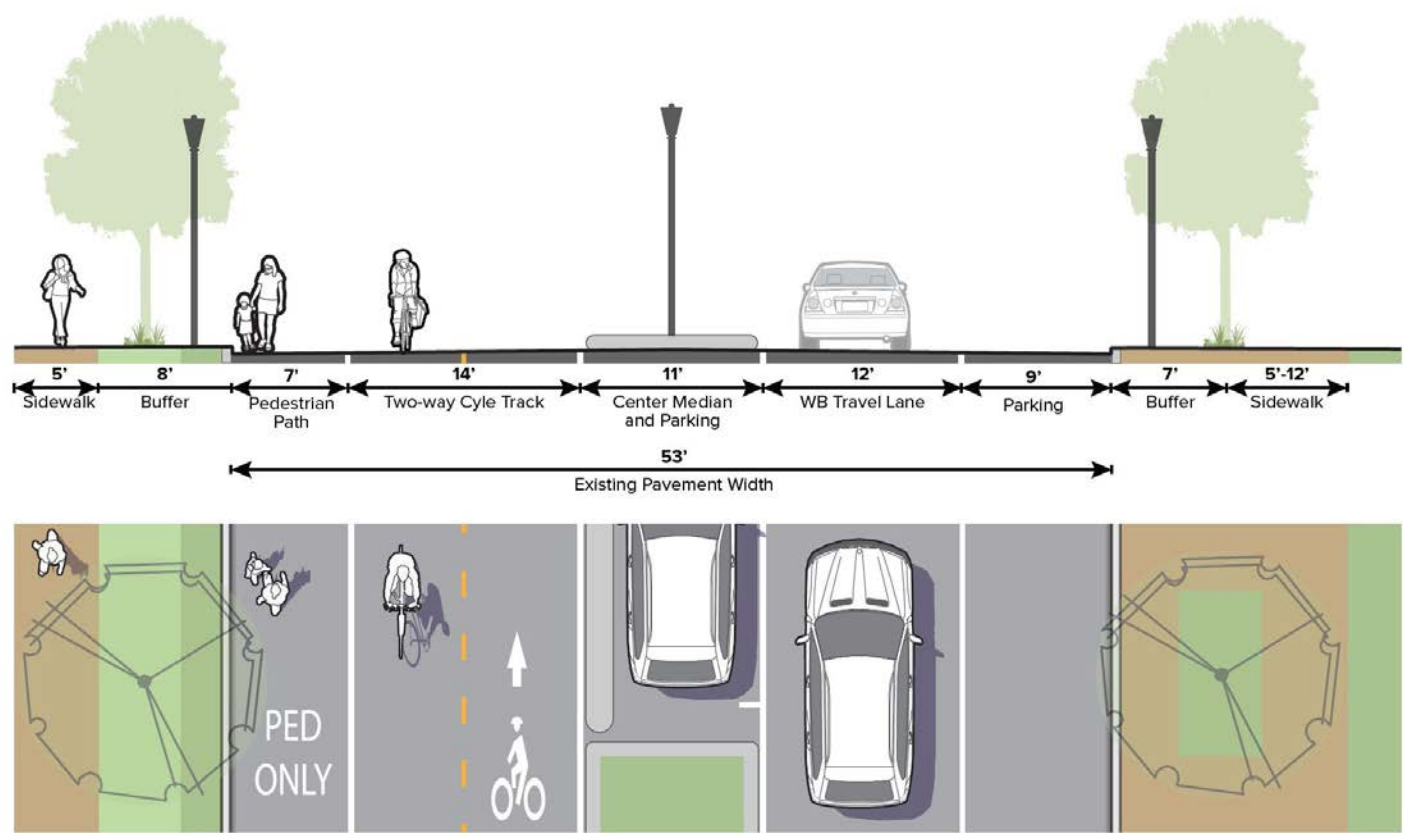 5’ 8’ 7’ 14’ 11’ 12’ 9’ 7’ 5’-12’
Sidewalk Buffer Pedestrian Two-way Cyle Track Center Median WB Travel Lane Parking Buffer Sidewalk
Path and Parking
53’
Existing Pavement Width
PED
ONLY